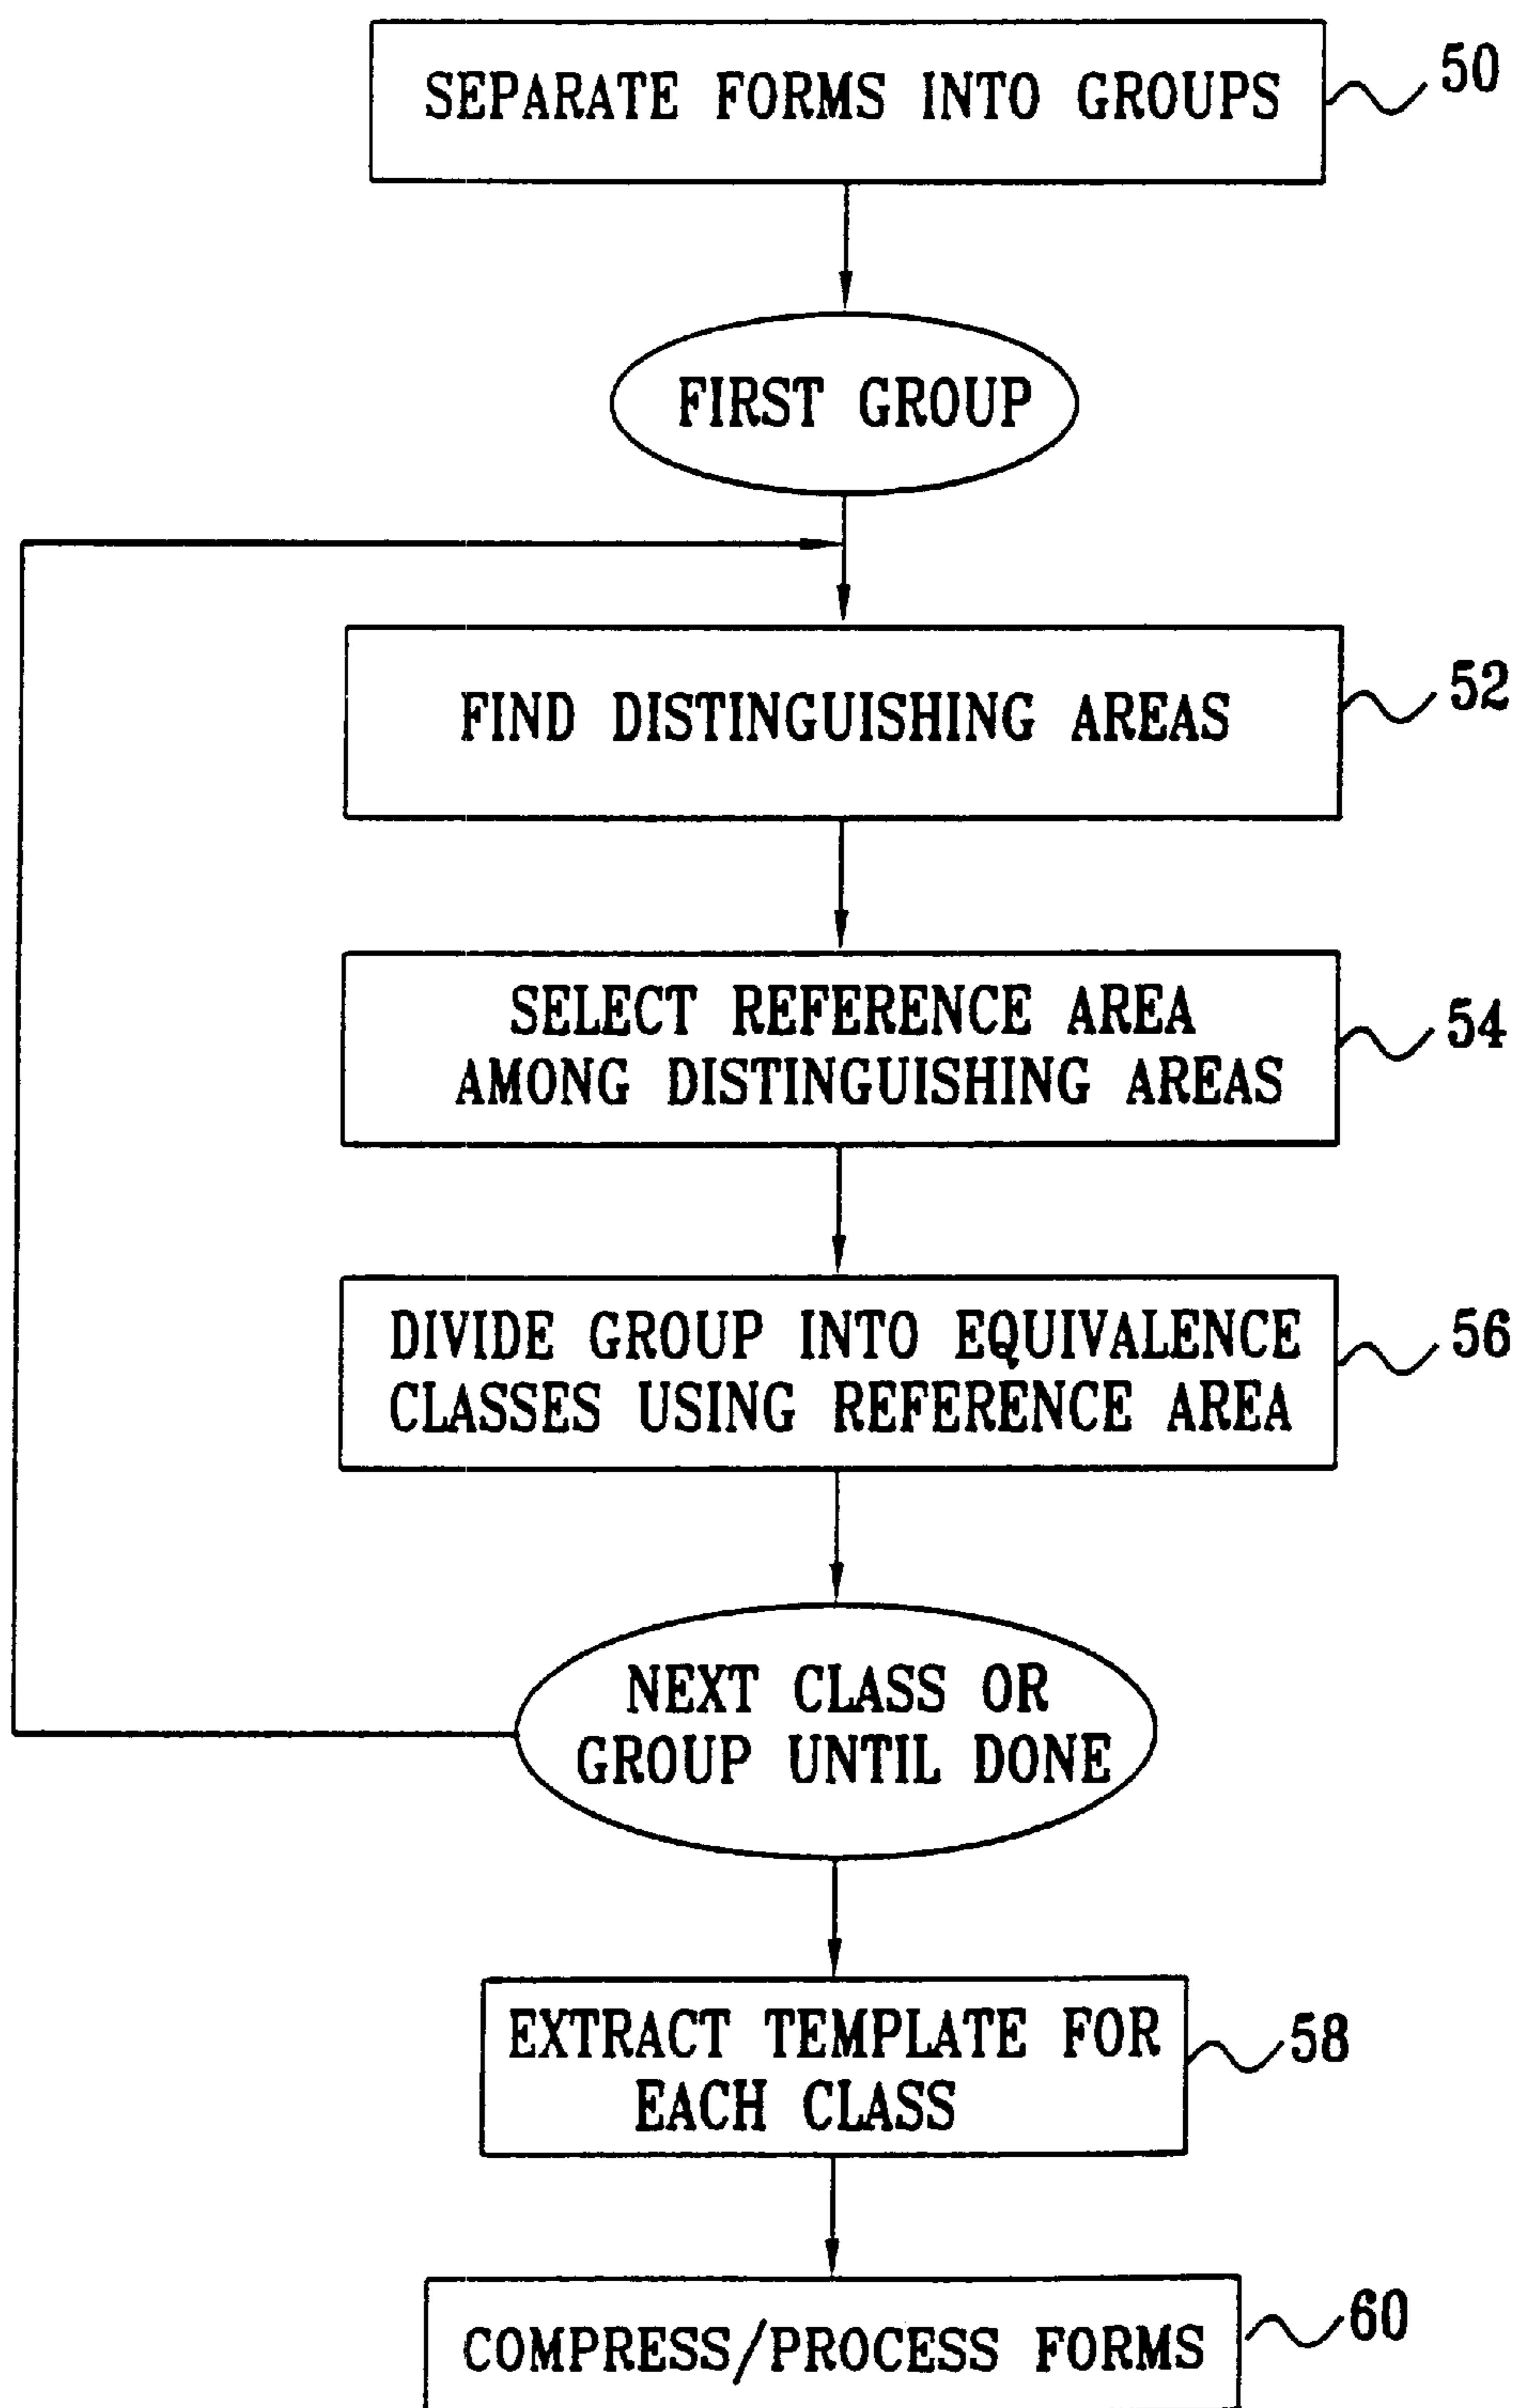 SEPARATE FORMS INTO GROUPS
50
FIRST GROUP
FIND DISTINGUISHING AREAS
52
SELECT REFERENCE AREA
AMONG DISTINGUISHING AREAS
54
DIVIDE GROUP INTO EQUIVALENCE
CLASSES USING REFERENCE AREA
56
NEXT CLASS OR
GROUP UNTIL DONE
EXTRACT TEMPLATE FOR
EACH CLASS
58
COMPRESS/PROCESS FORMS
60